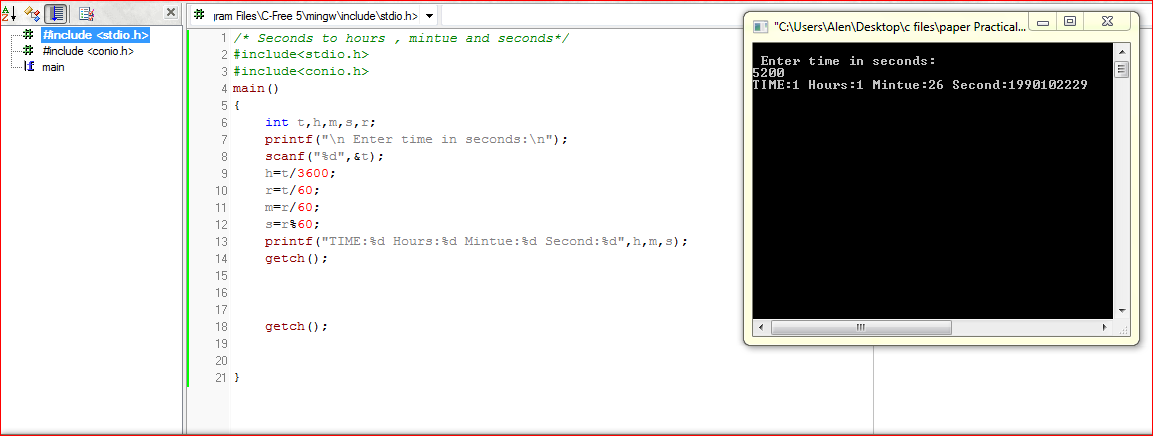 ıram Files\C-Free 5\mingw\include\stdio.h>
#include <stdio.h>
#include <conio.h>
main
1 /* Seconds to hours , mintue and seconds*/
2 #include<stdio.h>
3 #include<conio.h>
4 main()
5 {
6 int t,h,m,s,r;
7 printf("\n Enter time in seconds:\n");
8 scanf("%d",&t);
9 h=t/3600;
10 r=t/60;
11 m=r/60;
12 s=r%60;
13 printf("TIME:%d Hours:%d Mintue:%d Second:%d",h,m,s);
14 getch();
15
16
17
18 getch();
19
20
21 }
"C:\Users\Alen\Desktop\c files\paper Practical...
Enter time in seconds:
5200
TIME:1 Hours:1 Mintue:26 Second:1990102229